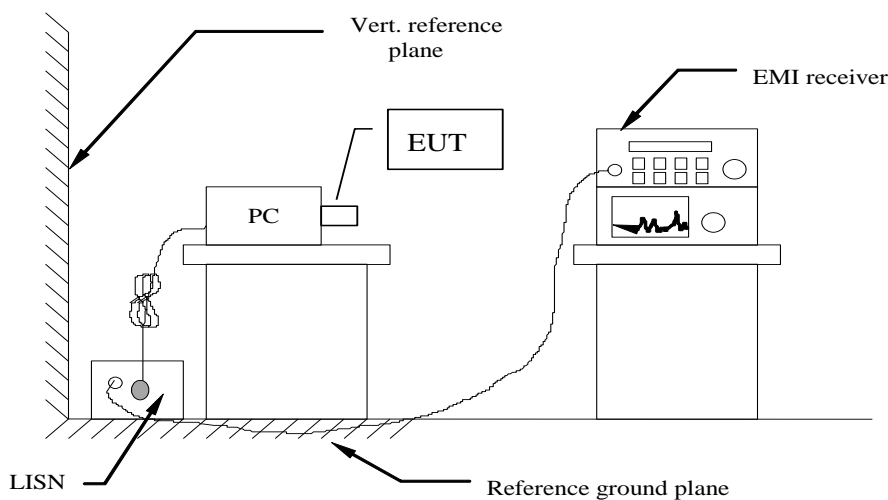 Vert. reference
plane
EMI receiver
EUT
PC
LISN
Reference ground plane